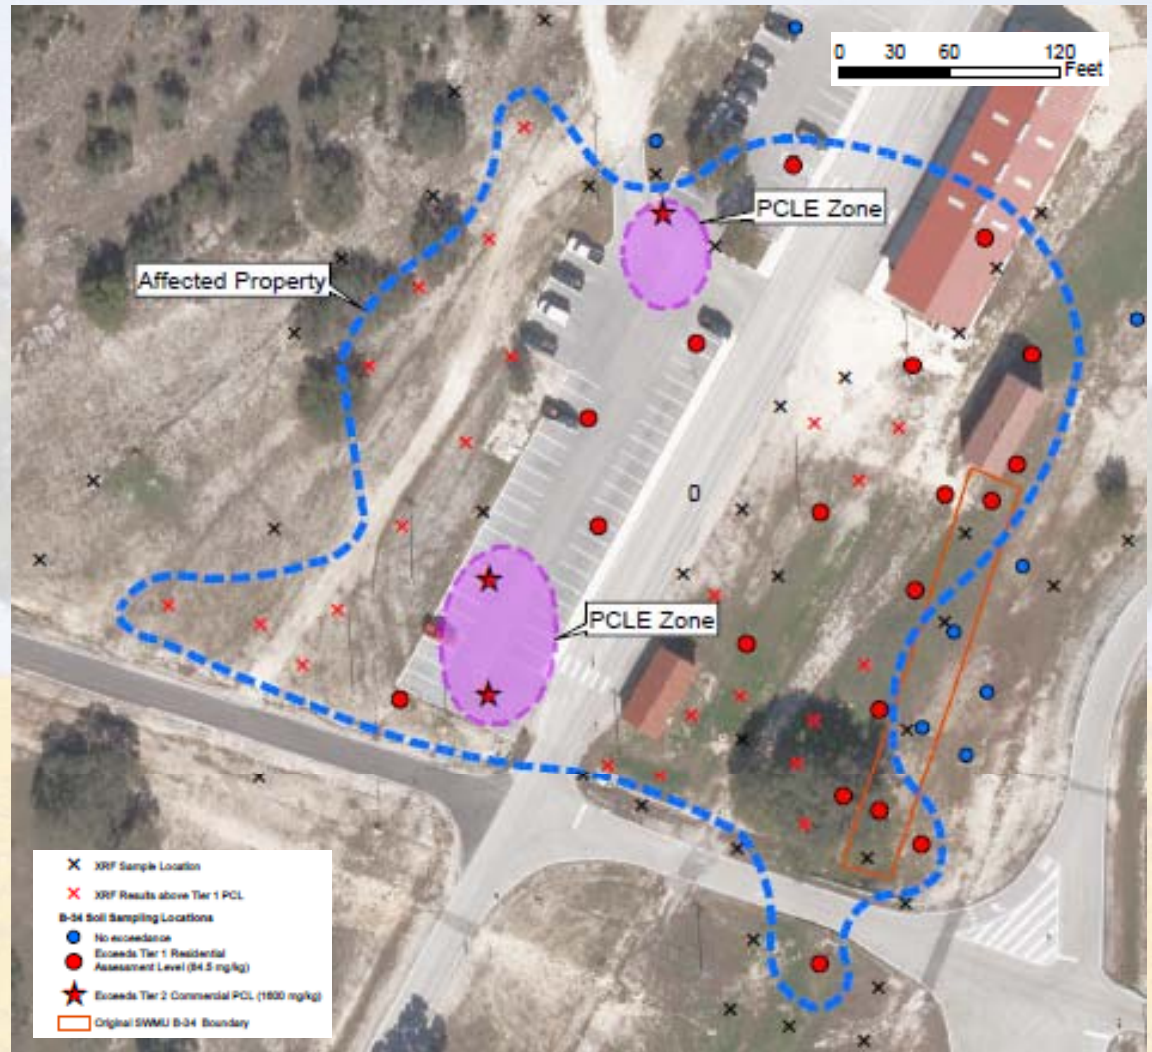 0 30 60 120
Feet
PCLE Zone
Affected Property
0
PCLE Zone
XRF Sample Location
XRF Results above Tier 1 PCL
B-34 Soil Sampling Locations
No exceedance
Exceeds Tier 1 Residential
Assessment Level (84.5 mg/kg)
Exceeds Tier 2 Commercial PCL (1600 mg/kg)
Original SWMU B-34 Boundary